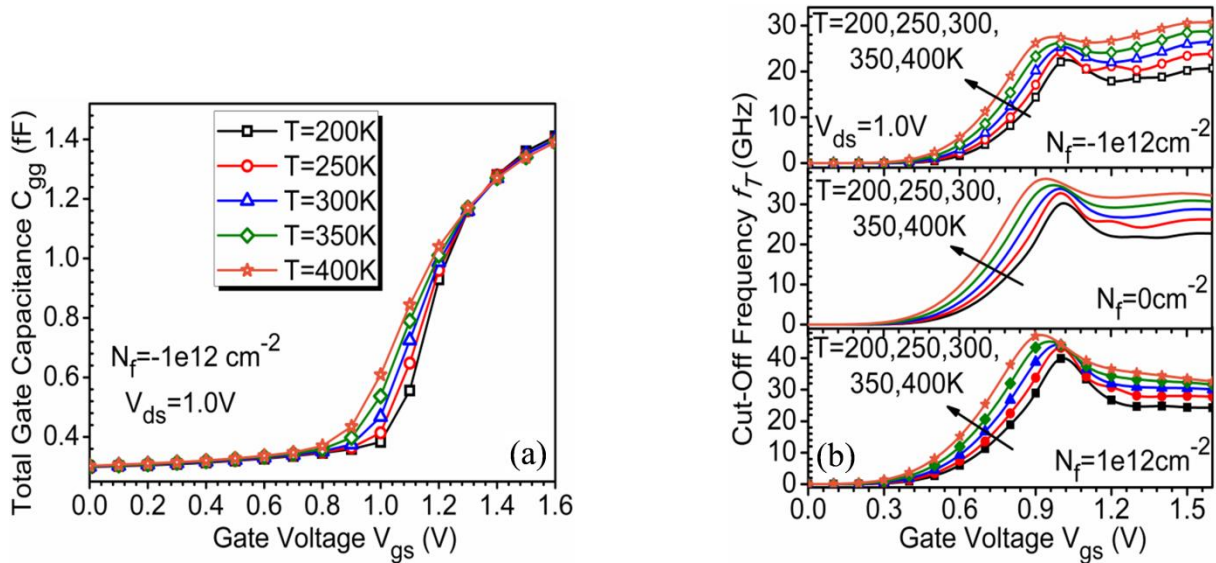 Total Gate Capacitance C_gg (fF)
1.4
1.2
1.0
0.8
0.6
0.4
T=200K
T=250K
T=300K
T=350K
T=400K
N_f=-1e12 cm^-2
V_ds=1.0V
(a)
0.0 0.2 0.4 0.6 0.8 1.0 1.2 1.4 1.6
Gate Voltage V_gs (V)
Cut-Off Frequency f_T (GHz)
30
20
10
0
T=200,250,300,
350,400K
V_ds=1.0V
N_f=-1e12cm^-2
30
20
10
0
T=200,250,300,
350,400K
N_f=0cm^-2
40
30
20
10
0
T=200,250,300,
350,400K
(b)
N_f=1e12cm^-2
0.0 0.3 0.6 0.9 1.2 1.5
Gate Voltage V_gs (V)